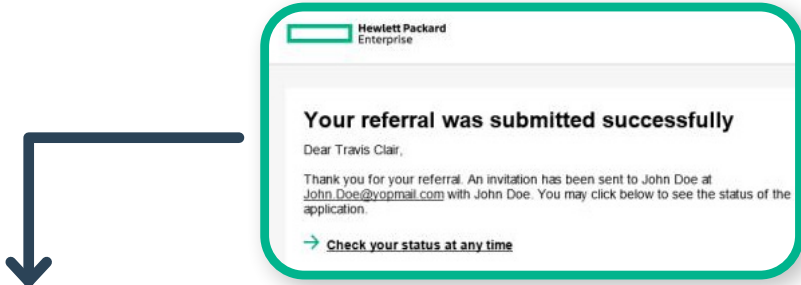 Hewlett Packard
Enterprise
Your referral was submitted successfully
Dear Travis Clair,
Thank you for your referral. An invitation has been sent to John Doe at
John.Doe@yopmail.com with John Doe. You may click below to see the status of the
application.
→ Check your status at any time